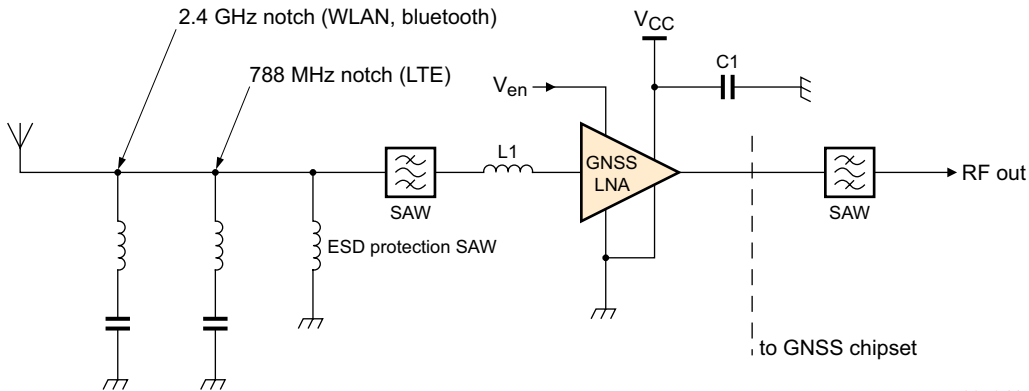 2.4 GHz notch (WLAN, bluetooth)
788 MHz notch (LTE)
VCC
C1
Ven
L1
GNSS
LNA
SAW
ESD protection SAW
SAW
RF out
to GNSS chipset